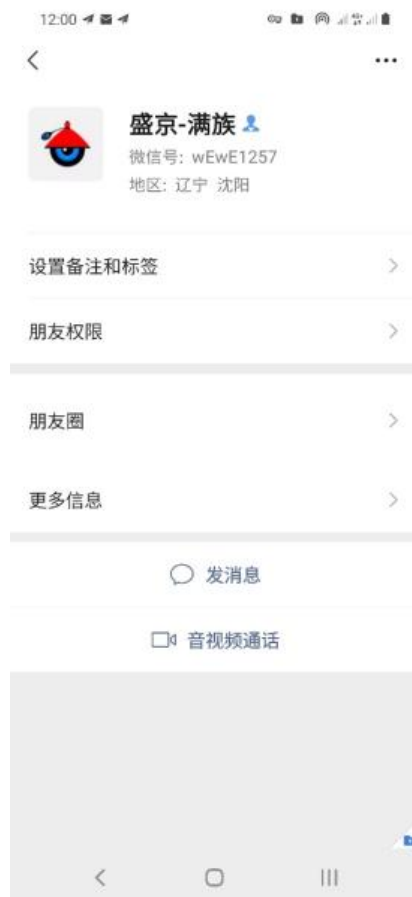 12:00
盛京-满族
微信号: wEwE1257
地区: 辽宁 沈阳
设置备注和标签
朋友权限
朋友圈
更多信息
发消息
音视频通话